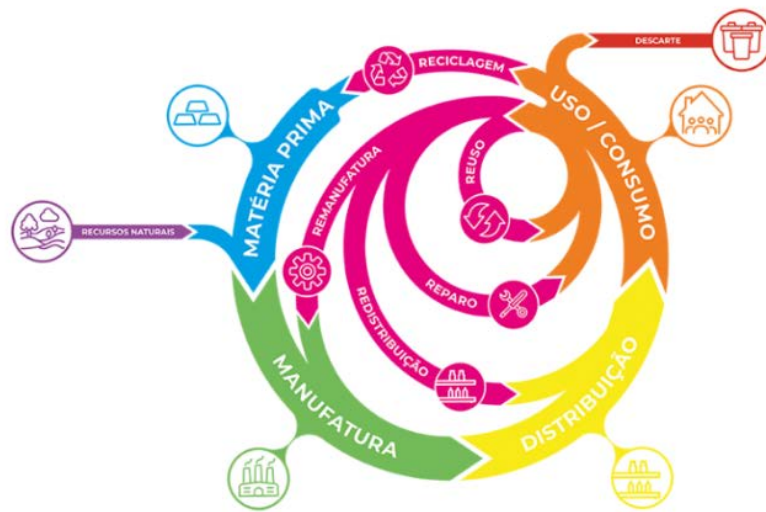 DESCARTE
RECICLAGEM
USO / CONSUMO
MATÉRIA PRIMA
REUSO
REMANUFATURA
RECURSOS NATURAIS
REPARO
REDISTRIBUIÇÃO
MANUFATURA
DISTRIBUIÇÃO